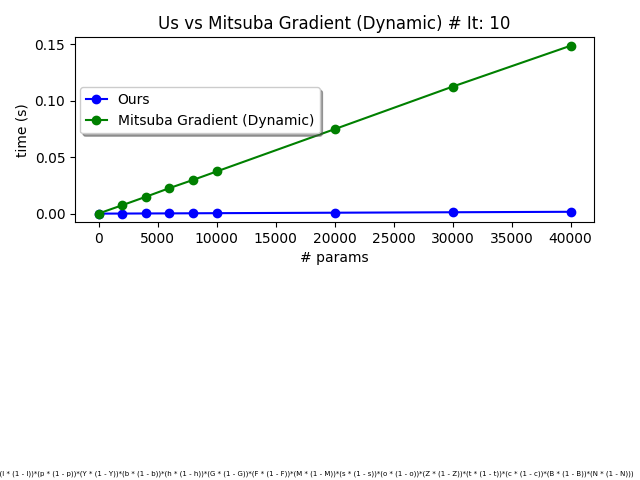 Us vs Mitsuba Gradient (Dynamic) # It: 10
0.15
0.10
0.05
0.00
time (s)
Ours
Mitsuba Gradient (Dynamic)
0 5000 10000 15000 20000 25000 30000 35000 40000
# params
(l * (1 - l))*(p * (1 - p))*(Y * (1 - Y))*(b * (1 - b))*(h * (1 - h))*(G * (1 - G))*(F * (1 - F))*(M * (1 - M))*(s * (1 - s))*(o * (1 - o))*(Z * (1 - Z))*(t * (1 - t))*(c * (1 - c))*(B * (1 - B))*(N * (1 - N)))